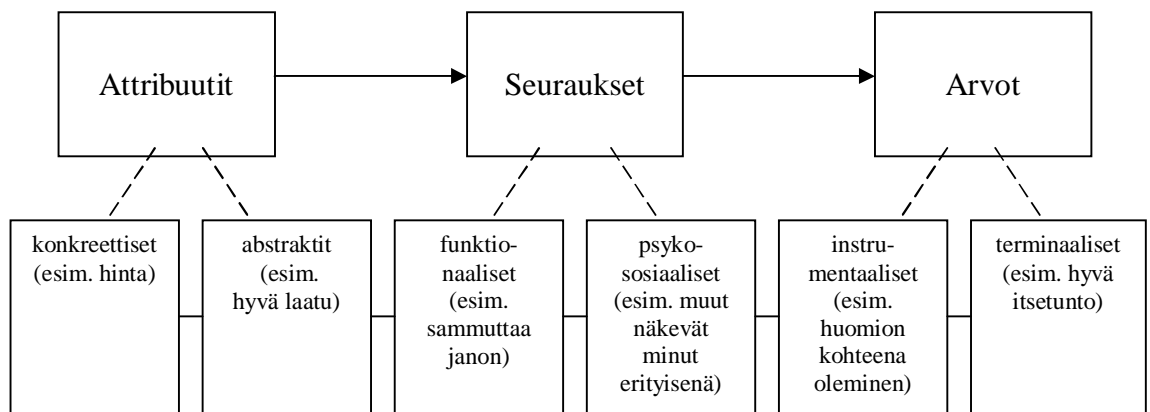 Attribuutit
Seuraukset
Arvot
konkreettiset
(esim. hinta)
abstraktit
(esim.
hyvä laatu)
funktio-
naaliset
(esim.
sammuttaa
janon)
psyko-
sosiaaliset
(esim. muut
näkevät
minut
erityisenä)
instru-
mentaaliset
(esim.
huomion
kohteena
oleminen)
terminaaliset
(esim. hyvä
itsetunto)